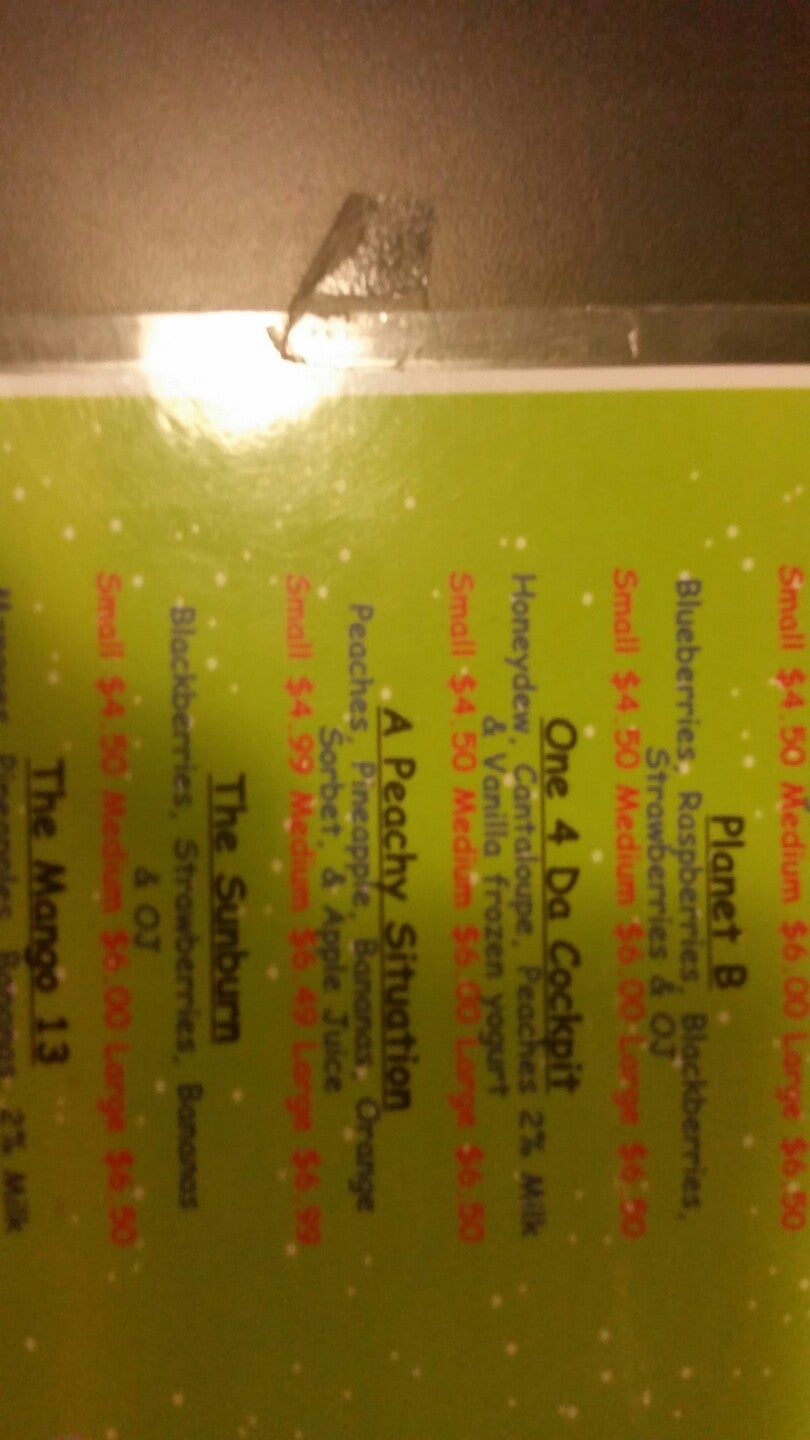 Small $4.50 Medium $6.00 Large $6.50
Planet B
Blueberries, Raspberries, Blackberries,
Strawberries & OJ
Small $4.50 Medium $6.00 Large $6.50
One 4 Da Cockpit
Honeydew, Cantaloupe, Peaches 2% Milk
& Vanilla frozen yogurt
Small $4.50 Medium $6.00 Large $6.50
A Peachy Situation
Peaches, Pineapple, Bananas, Orange
Sorbet, & Apple Juice
Small $4.99 Medium $6.49 Large $6.99
The Sunburn
Blackberries, Strawberries, Bananas
& OJ
Small $4.50 Medium $6.00 Large $6.50
The Mango 13
2% Milk